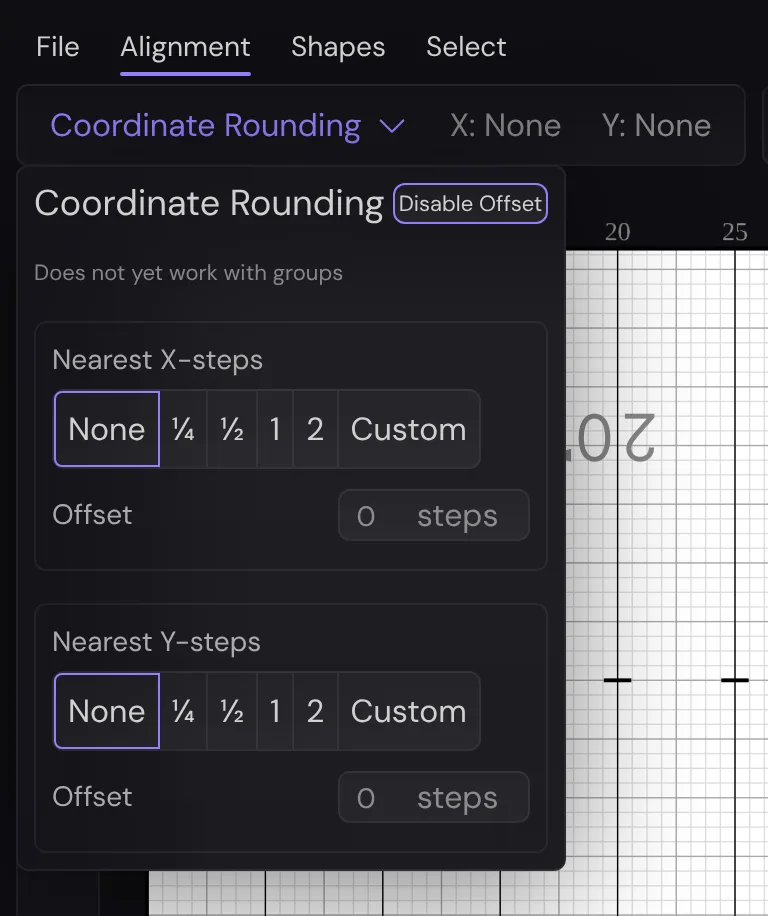 File Alignment Shapes Select
Coordinate Rounding X: None Y: None
Coordinate Rounding Disable Offset
20 25
Does not yet work with groups
Nearest X-steps
None ¼ ½ 1 2 Custom
Offset 0 steps
Nearest Y-steps
None ¼ ½ 1 2 Custom
Offset 0 steps